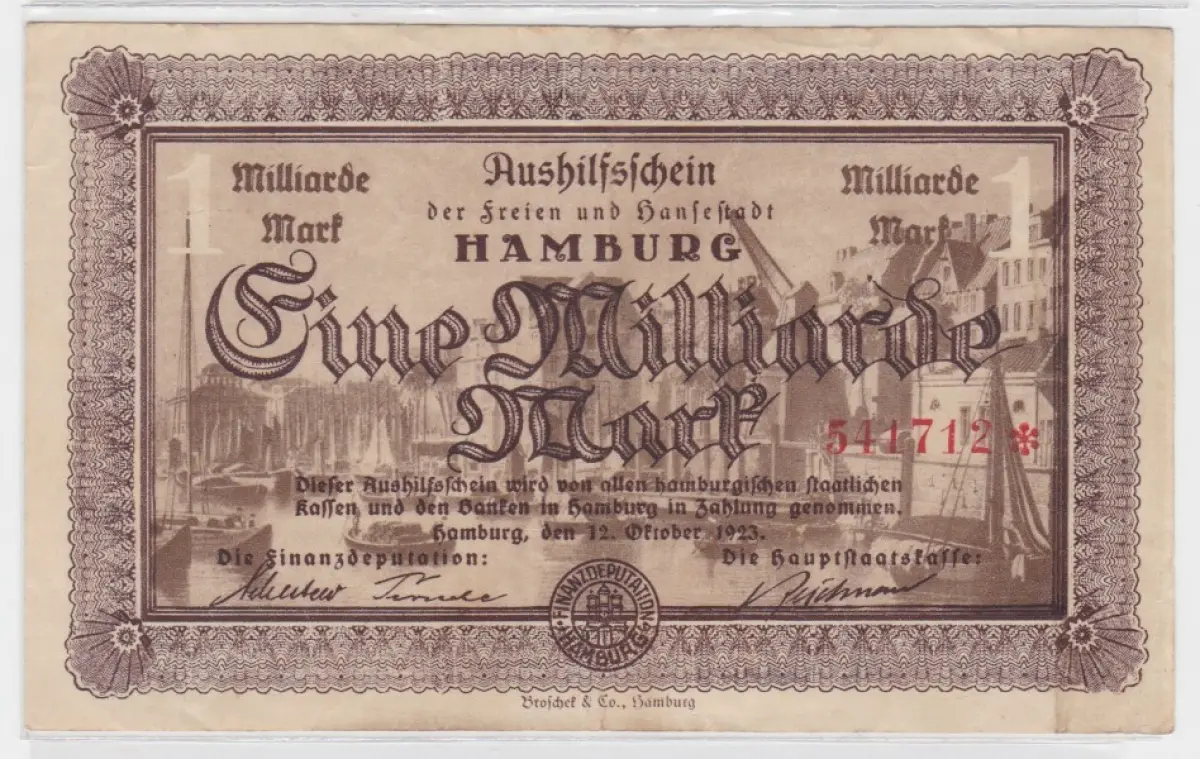 1 Milliarde Mark
Aushilfsschein
der Freien und Hansestadt
HAMBURG
Milliarde Mark 1
Eine Milliarde
Mark
541712 *
Dieser Aushilfsschein wird von allen hamburgischen staatlichen
Kassen und den Banken in Hamburg in Zahlung genommen.
Hamburg, den 12. Oktober 1923.
Die Finanzdeputation:
Die Hauptstaatskasse:
FINANZDEPUTATION
HAMBURG
Broschek & Co., Hamburg